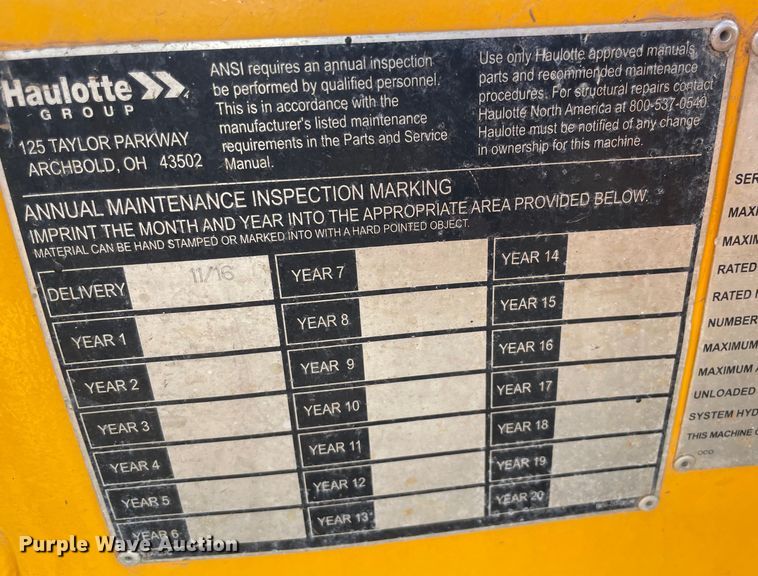 Haulotte
GROUP
125 TAYLOR PARKWAY
ARCHBOLD, OH 43502
ANSI requires an annual inspection
be performed by qualified personnel.
This is in accordance with the
manufacturer's listed maintenance
requirements in the Parts and Service
Manual.
Use only Haulotte approved manuals,
parts and recommended maintenance
procedures. For structural repairs contact
Haulotte North America at 800-537-0540.
Haulotte must be notified of any change
in ownership for this machine.
ANNUAL MAINTENANCE INSPECTION MARKING
IMPRINT THE MONTH AND YEAR INTO THE APPROPRIATE AREA PROVIDED BELOW.
MATERIAL CAN BE HAND STAMPED OR MARKED INTO WITH A HARD POINTED OBJECT.
DELIVERY 11/16
YEAR 1
YEAR 2
YEAR 3
YEAR 4
YEAR 5
YEAR 6
YEAR 7
YEAR 8
YEAR 9
YEAR 10
YEAR 11
YEAR 12
YEAR 13
YEAR 14
YEAR 15
YEAR 16
YEAR 17
YEAR 18
YEAR 19
YEAR 20
SER
MAXI
MAXIM
RATED
RATED
NUMBER
MAXIMUM
MAXIMUM
UNLOADED
SYSTEM HYD
THIS MACHINE
OCO
Purple Wave Auction